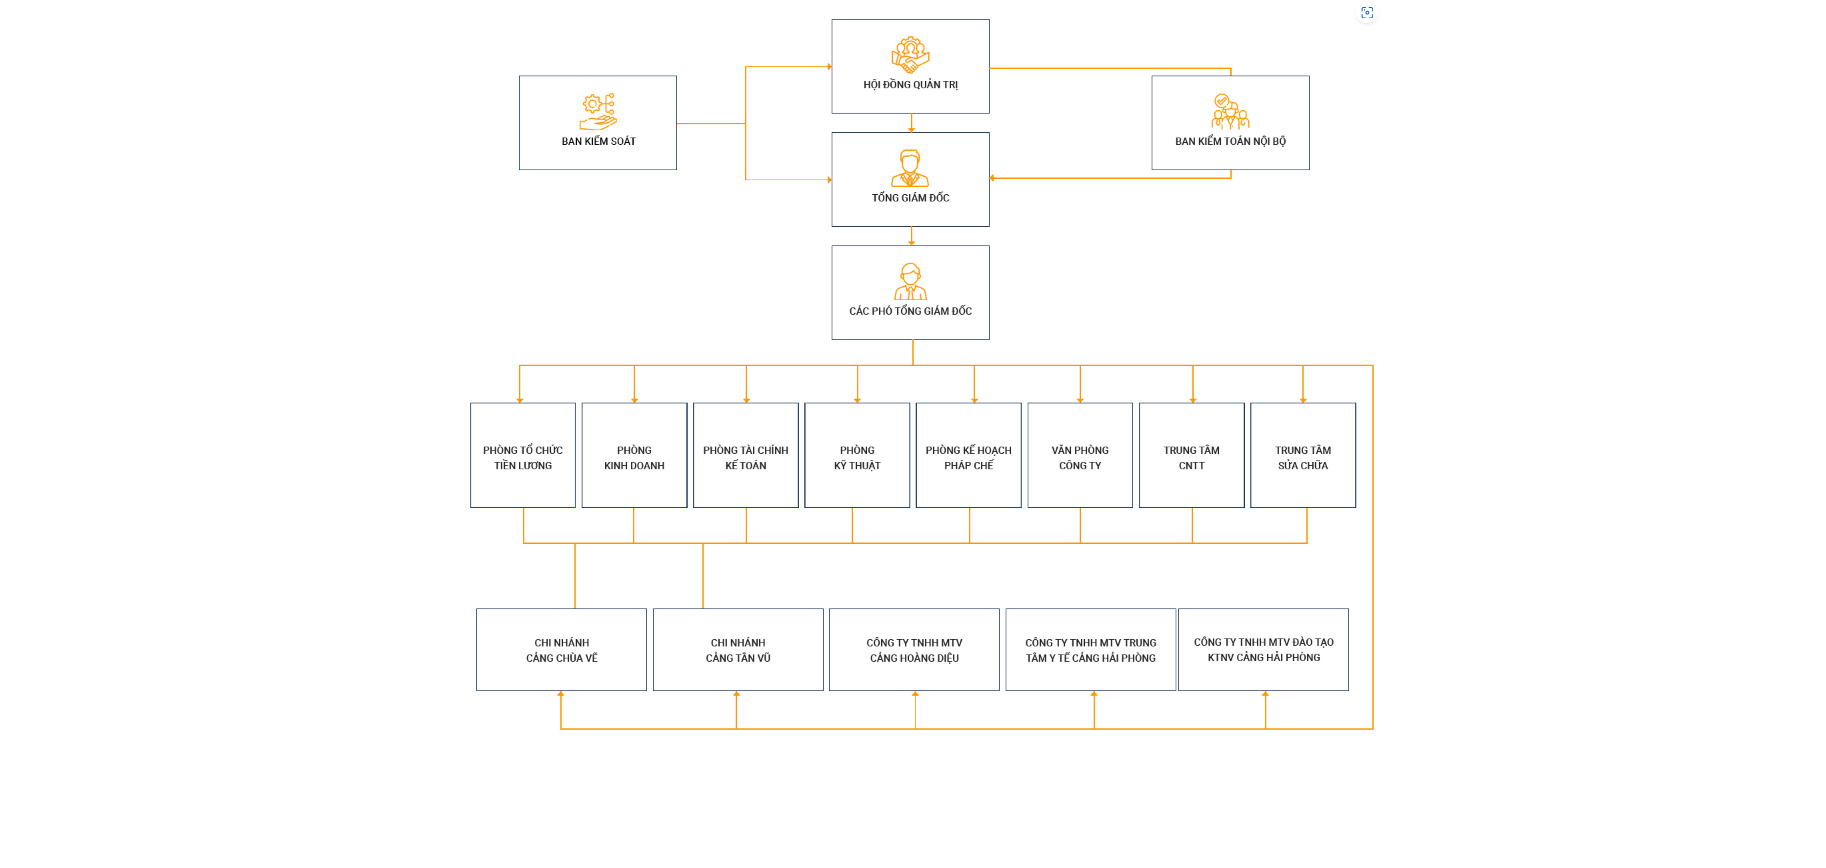 HỘI ĐỒNG QUẢN TRỊ
BAN KIỂM SOÁT
BAN KIỂM TOÁN NỘI BỘ
TỔNG GIÁM ĐỐC
CÁC PHÓ TỔNG GIÁM ĐỐC
PHÒNG TỔ CHỨC
TIỀN LƯƠNG
PHÒNG
KINH DOANH
PHÒNG TÀI CHÍNH
KẾ TOÁN
PHÒNG
KỸ THUẬT
PHÒNG KẾ HOẠCH
PHÁP CHẾ
VĂN PHÒNG
CÔNG TY
TRUNG TÂM
CNTT
TRUNG TÂM
SỬA CHỮA
CHI NHÁNH
CẢNG CHÙA VẼ
CHI NHÁNH
CẢNG TÂN VŨ
CÔNG TY TNHH MTV
CẢNG HOÀNG DIỆU
CÔNG TY TNHH MTV TRUNG
TÂM Y TẾ CẢNG HẢI PHÒNG
CÔNG TY TNHH MTV ĐÀO TẠO
KTNV CẢNG HẢI PHÒNG